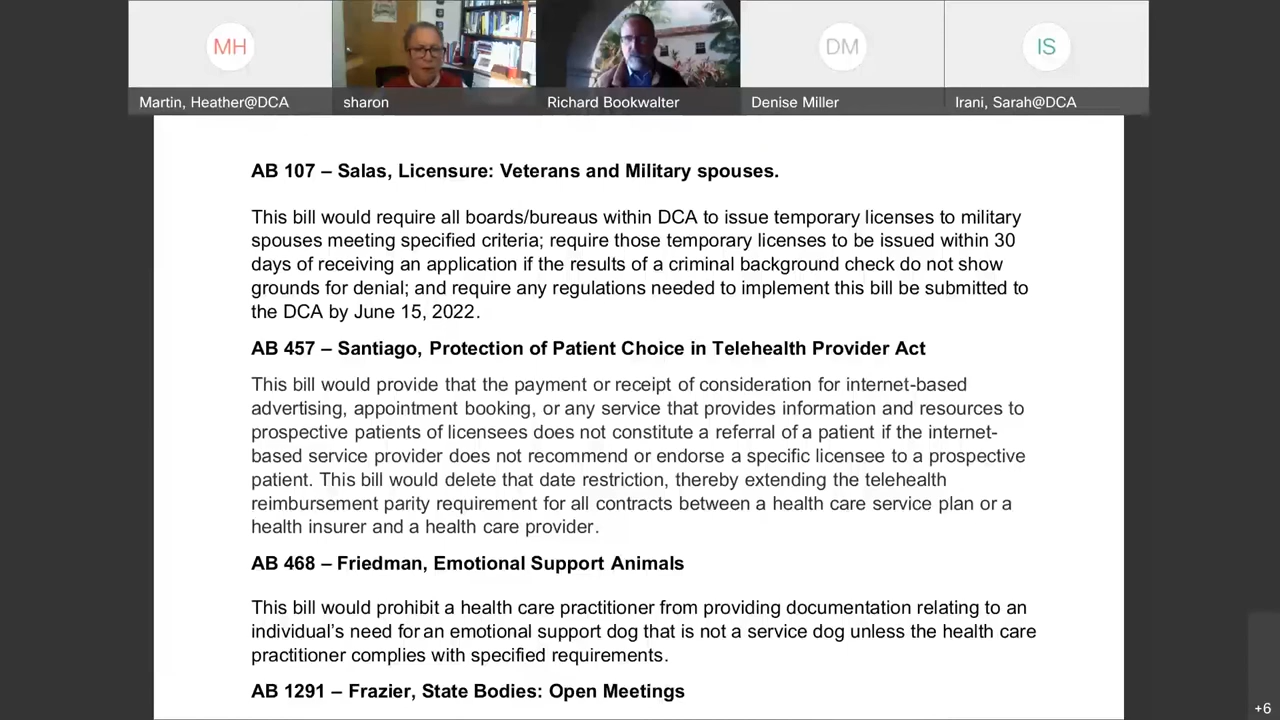 MH
DM
IS
Martin, Heather@DCA
sharon
Richard Bookwalter
Denise Miller
Irani, Sarah@DCA
AB 107 – Salas, Licensure: Veterans and Military spouses.
This bill would require all boards/bureaus within DCA to issue temporary licenses to military
spouses meeting specified criteria; require those temporary licenses to be issued within 30
days of receiving an application if the results of a criminal background check do not show
grounds for denial; and require any regulations needed to implement this bill be submitted to
the DCA by June 15, 2022.
AB 457 – Santiago, Protection of Patient Choice in Telehealth Provider Act
This bill would provide that the payment or receipt of consideration for internet-based
advertising, appointment booking, or any service that provides information and resources to
prospective patients of licensees does not constitute a referral of a patient if the internet-
based service provider does not recommend or endorse a specific licensee to a prospective
patient. This bill would delete that date restriction, thereby extending the telehealth
reimbursement parity requirement for all contracts between a health care service plan or a
health insurer and a health care provider.
AB 468 – Friedman, Emotional Support Animals
This bill would prohibit a health care practitioner from providing documentation relating to an
individual’s need for an emotional support dog that is not a service dog unless the health care
practitioner complies with specified requirements.
AB 1291 – Frazier, State Bodies: Open Meetings
+6